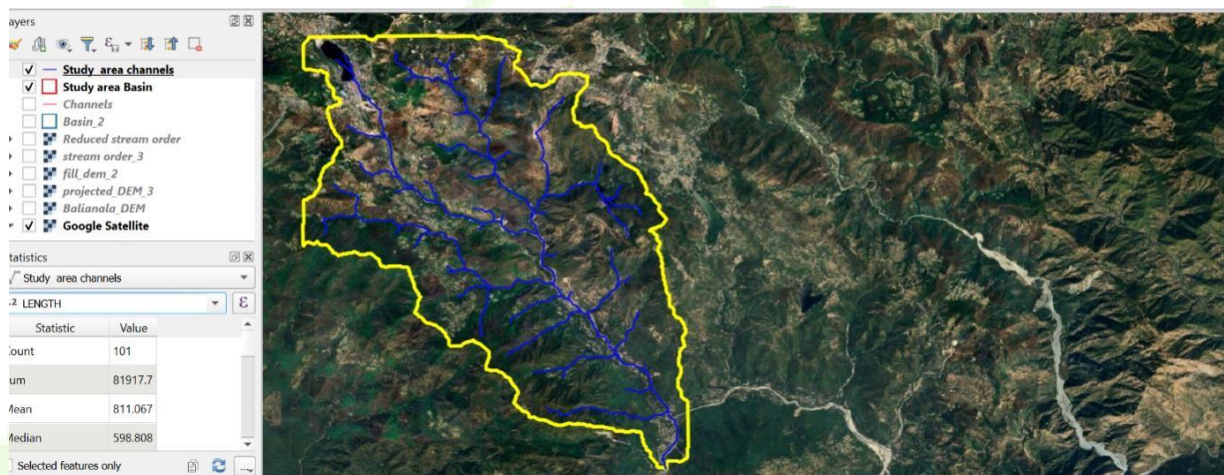 ayers
Study area channels
Study area Basin
Channels
Basin_2
Reduced stream order
stream order_3
fill_dem_2
projected_DEM_3
Balianala_DEM
Google Satellite
tatistics
Study area channels
.2 LENGTH
ε
Statistic Value
ount 101
um 81917.7
Mean 811.067
Median 598.808
Selected features only
...